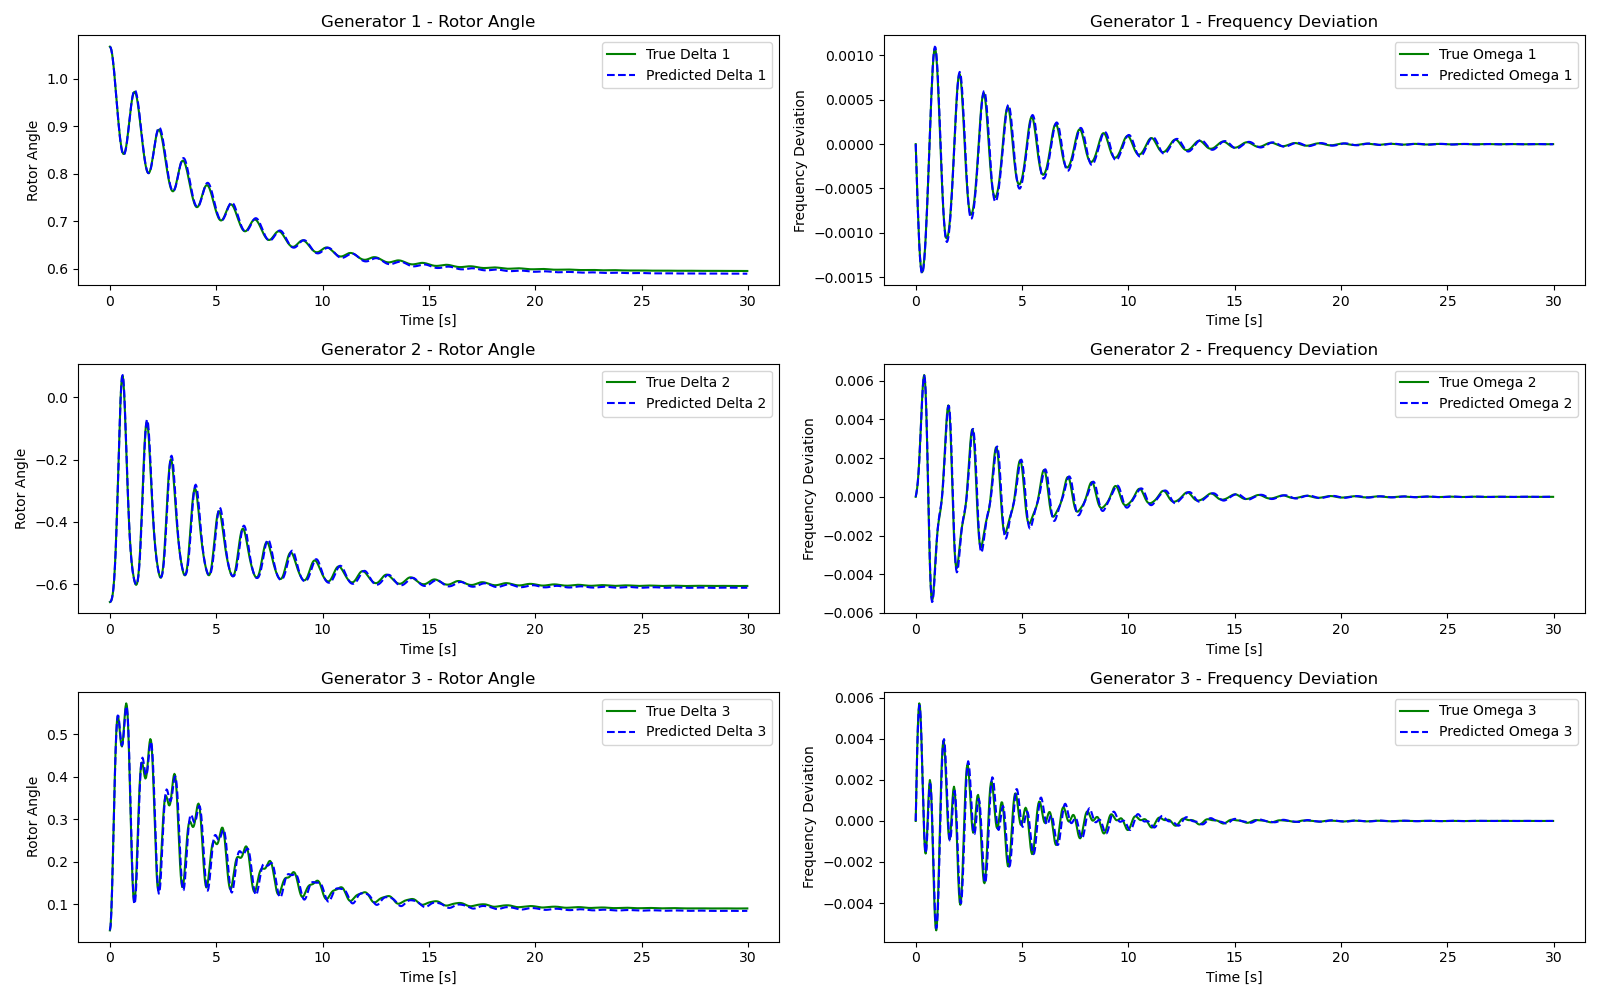 Generator 1 - Rotor Angle
True Delta 1
Predicted Delta 1
Rotor Angle
1.0
0.9
0.8
0.7
0.6
0 5 10 15 20 25 30
Time [s]
Generator 1 - Frequency Deviation
True Omega 1
Predicted Omega 1
Frequency Deviation
0.0010
0.0005
0.0000
−0.0005
−0.0010
−0.0015
0 5 10 15 20 25 30
Time [s]
Generator 2 - Rotor Angle
True Delta 2
Predicted Delta 2
Rotor Angle
0.0
−0.2
−0.4
−0.6
0 5 10 15 20 25 30
Time [s]
Generator 2 - Frequency Deviation
True Omega 2
Predicted Omega 2
Frequency Deviation
0.006
0.004
0.002
0.000
−0.002
−0.004
−0.006
0 5 10 15 20 25 30
Time [s]
Generator 3 - Rotor Angle
True Delta 3
Predicted Delta 3
Rotor Angle
0.5
0.4
0.3
0.2
0.1
0 5 10 15 20 25 30
Time [s]
Generator 3 - Frequency Deviation
True Omega 3
Predicted Omega 3
Frequency Deviation
0.006
0.004
0.002
0.000
−0.002
−0.004
0 5 10 15 20 25 30
Time [s]